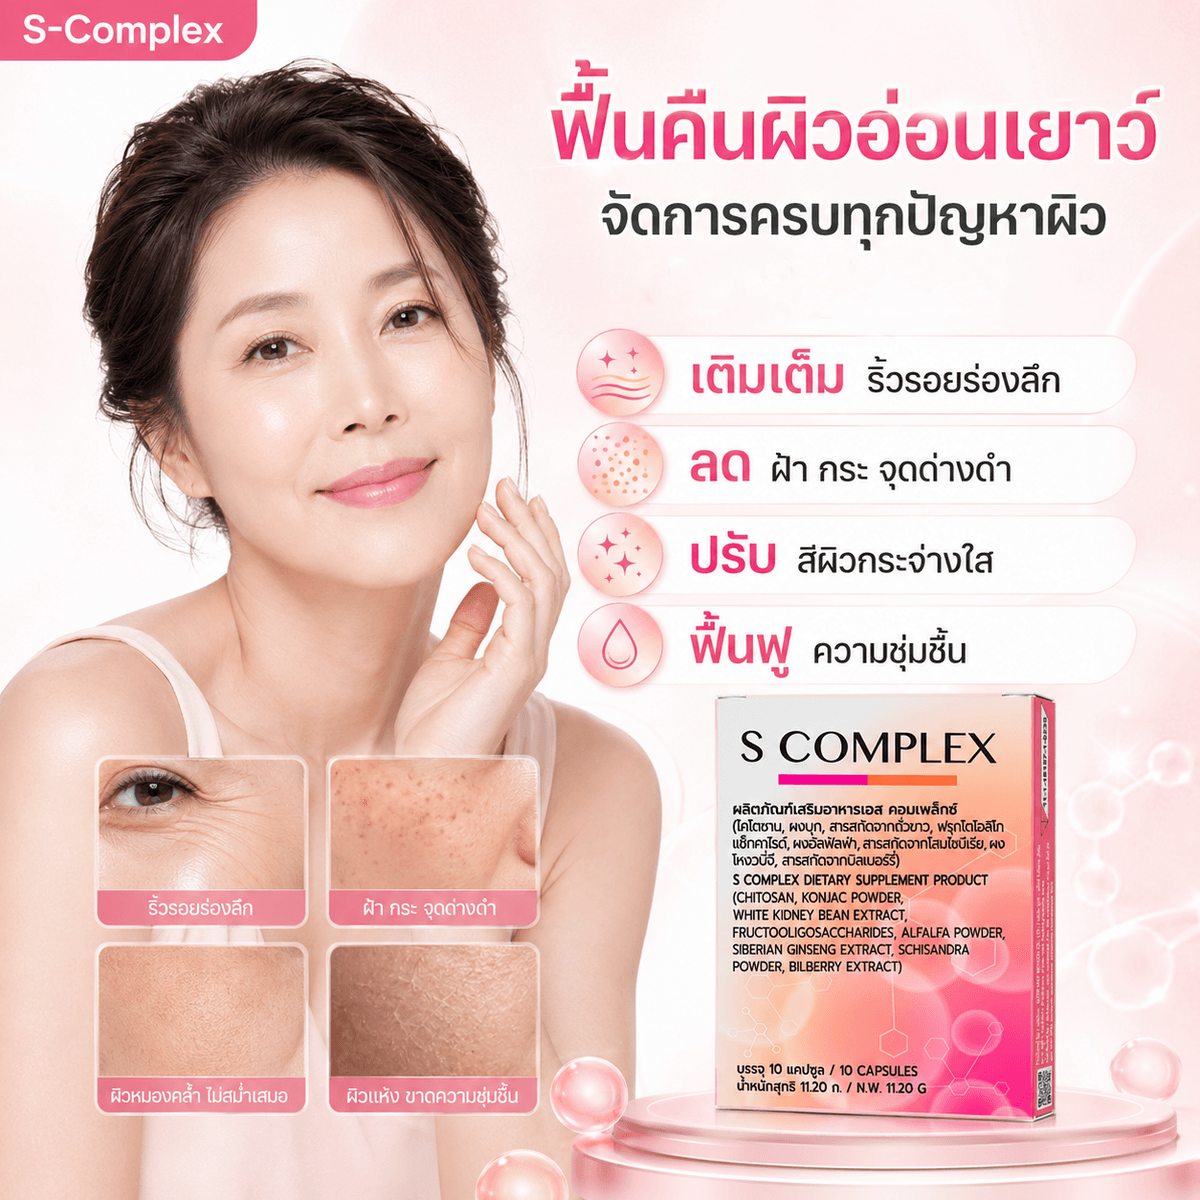 S-Complex
ฟื้นคืนผิวอ่อนเยาว์
จัดการครบทุกปัญหาผิว
เติมเต็ม ริ้วรอยร่องลึก
ลด ฝ้า กระ จุดด่างดำ
ปรับ สีผิวกระจ่างใส
ฟื้นฟู ความชุ่มชื้น
ริ้วรอยร่องลึก
ฝ้า กระ จุดด่างดำ
ผิวหมองคล้ำ ไม่สม่ำเสมอ
ผิวแห้ง ขาดความชุ่มชื้น
S COMPLEX
ผลิตภัณฑ์เสริมอาหารเอส คอมเพล็กซ์
(ไคโตซาน, ผงบุก, สารสกัดจากถั่วขาว, ฟรุกโตโอลิโก
แซ็กคาไรด์, ผงอัลฟัลฟ่า, สารสกัดจากโสมไซบีเรีย, ผง
โหงวบี่จี, สารสกัดจากบิลเบอร์รี่)
S COMPLEX DIETARY SUPPLEMENT PRODUCT
(CHITOSAN, KONJAC POWDER,
WHITE KIDNEY BEAN EXTRACT,
FRUCTOOLIGOSACCHARIDES, ALFALFA POWDER,
SIBERIAN GINSENG EXTRACT, SCHISANDRA
POWDER, BILBERRY EXTRACT)
บรรจุ 10 แคปซูล / 10 CAPSULES
น้ำหนักสุทธิ 11.20 ก. / N.W. 11.20 G